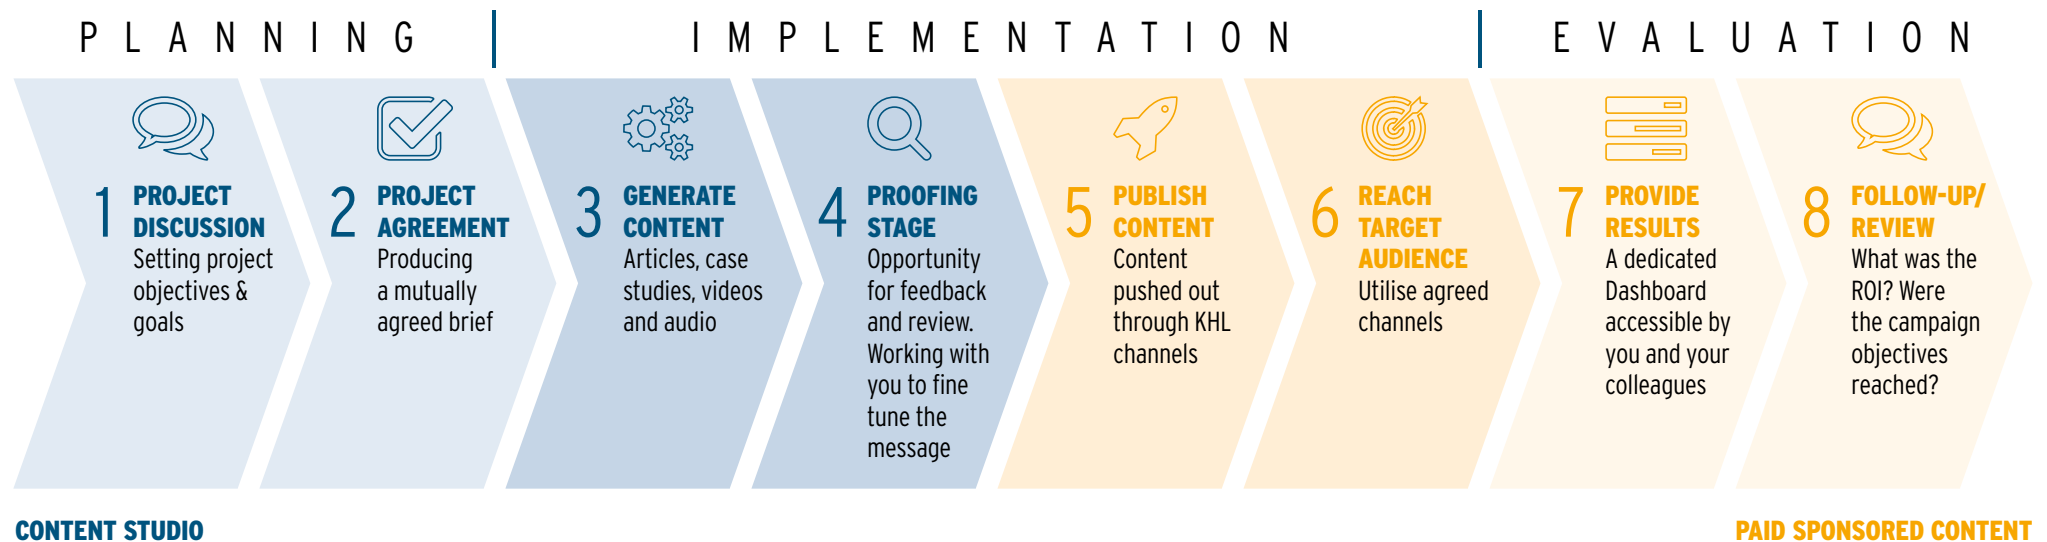 PLANNING
IMPLEMENTATION
EVALUATION
1
PROJECT
DISCUSSION
Setting project
objectives &
goals
2
PROJECT
AGREEMENT
Producing
a mutually
agreed brief
3
GENERATE
CONTENT
Articles, case
studies, videos
and audio
4
PROOFING
STAGE
Opportunity
for feedback
and review.
Working with
you to fine
tune the
message
5
PUBLISH
CONTENT
Content
pushed out
through KHL
channels
6
REACH
TARGET
AUDIENCE
Utilise agreed
channels
7
PROVIDE
RESULTS
A dedicated
Dashboard
accessible by
you and your
colleagues
8
FOLLOW-UP/
REVIEW
What was the
ROI? Were
the campaign
objectives
reached?
CONTENT STUDIO
PAID SPONSORED CONTENT